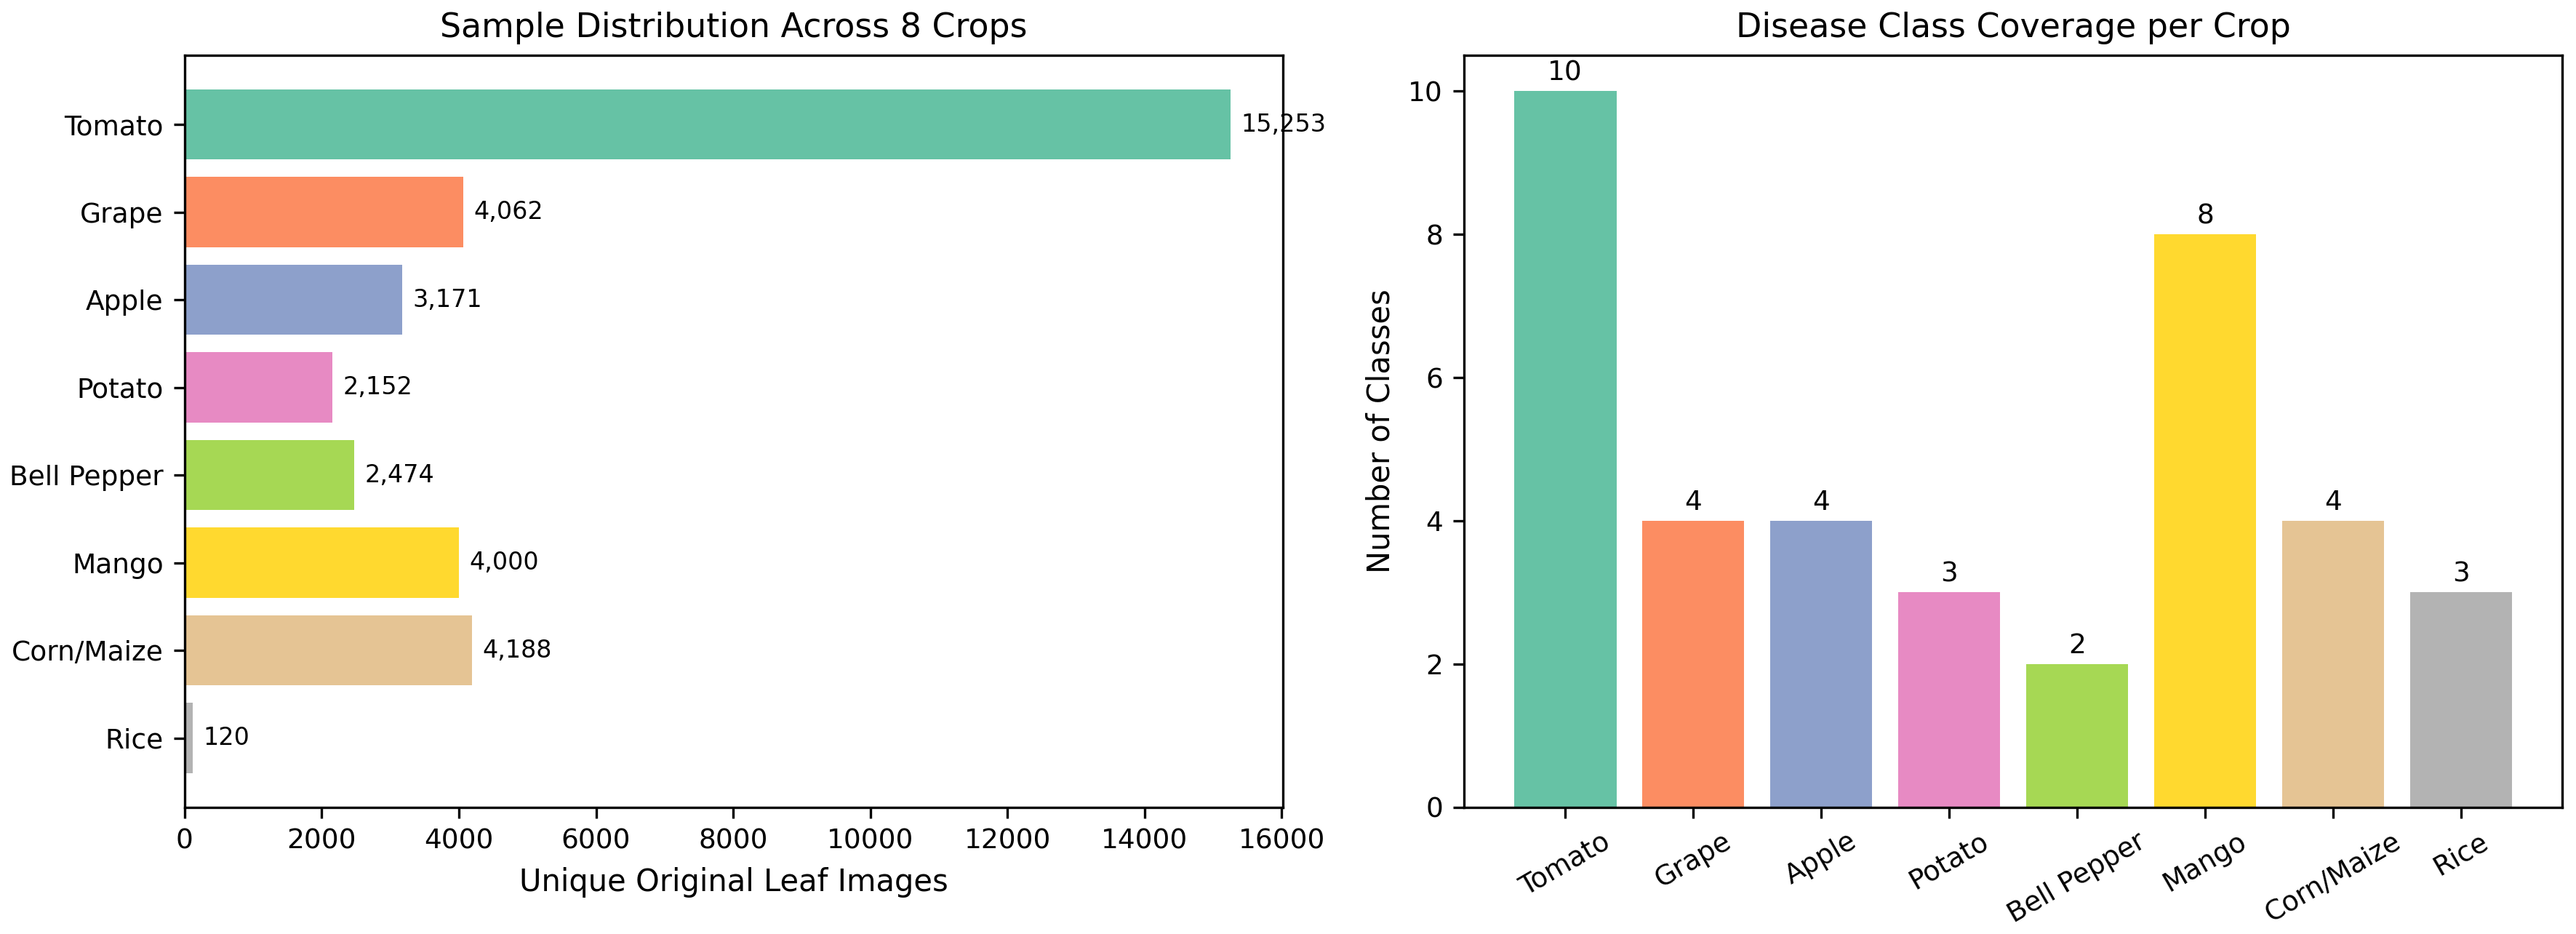 Sample Distribution Across 8 Crops
Tomato
15,253
Grape
4,062
Apple
3,171
Potato
2,152
Bell Pepper
2,474
Mango
4,000
Corn/Maize
4,188
Rice
120
0 2000 4000 6000 8000 10000 12000 14000 16000
Unique Original Leaf Images
Disease Class Coverage per Crop
Number of Classes
10
8
6
4
2
0
10
4
4
3
2
8
4
3
Tomato
Grape
Apple
Potato
Bell Pepper
Mango
Corn/Maize
Rice